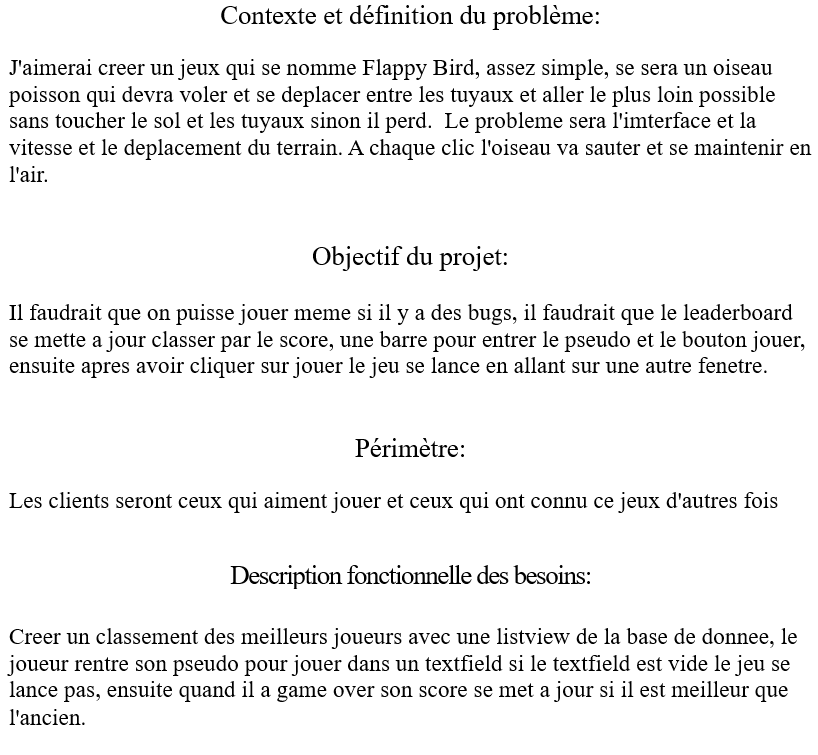 Contexte et définition du problème:
J'aimerai creer un jeux qui se nomme Flappy Bird, assez simple, se sera un oiseau
poisson qui devra voler et se deplacer entre les tuyaux et aller le plus loin possible
sans toucher le sol et les tuyaux sinon il perd. Le probleme sera l'imterface et la
vitesse et le deplacement du terrain. A chaque clic l'oiseau va sauter et se maintenir en
l'air.
Objectif du projet:
Il faudrait que on puisse jouer meme si il y a des bugs, il faudrait que le leaderboard
se mette a jour classer par le score, une barre pour entrer le pseudo et le bouton jouer,
ensuite apres avoir cliquer sur jouer le jeu se lance en allant sur une autre fenetre.
Périmètre:
Les clients seront ceux qui aiment jouer et ceux qui ont connu ce jeux d'autres fois
Description fonctionnelle des besoins:
Creer un classement des meilleurs joueurs avec une listview de la base de donnee, le
joueur rentre son pseudo pour jouer dans un textfield si le textfield est vide le jeu se
lance pas, ensuite quand il a game over son score se met a jour si il est meilleur que
l'ancien.